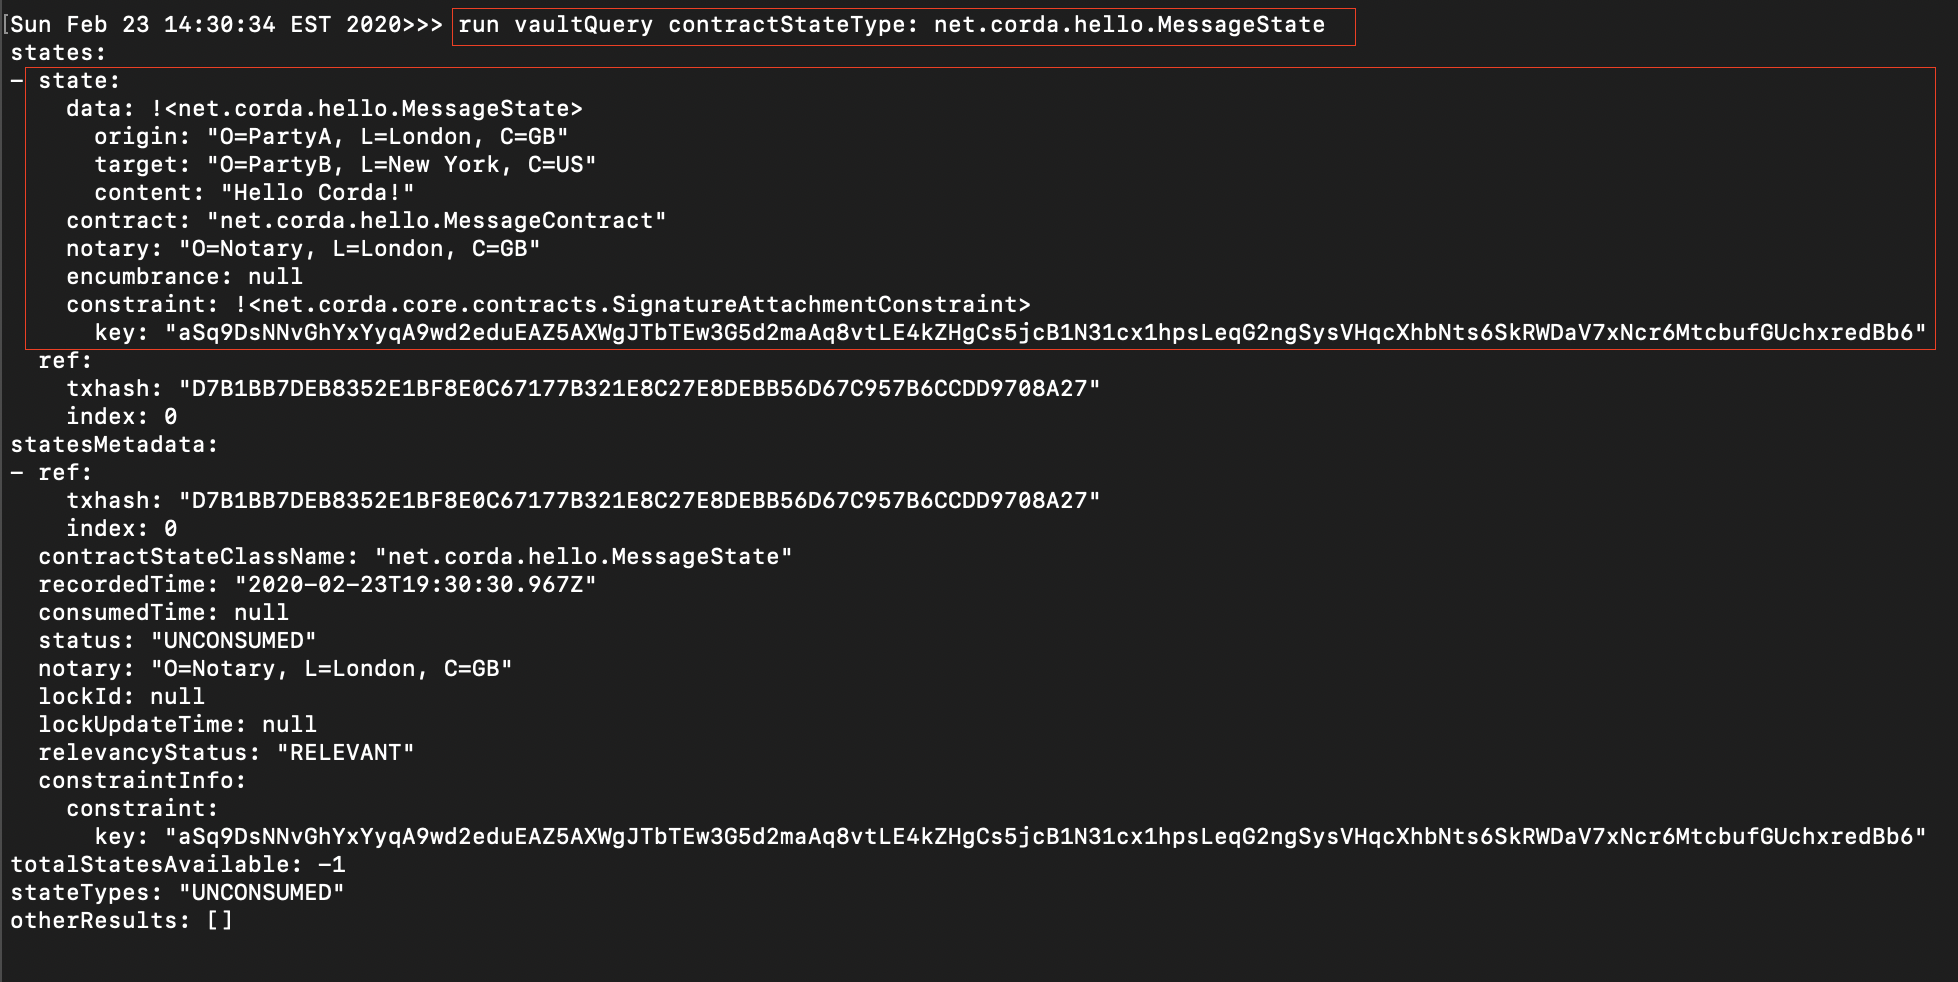 [Sun Feb 23 14:30:34 EST 2020>>> run vaultQuery contractStateType: net.corda.hello.MessageState
states:
- state:
    data: !<net.corda.hello.MessageState>
      origin: "O=PartyA, L=London, C=GB"
      target: "O=PartyB, L=New York, C=US"
      content: "Hello Corda!"
    contract: "net.corda.hello.MessageContract"
    notary: "O=Notary, L=London, C=GB"
    encumbrance: null
    constraint: !<net.corda.core.contracts.SignatureAttachmentConstraint>
      key: "aSq9DsNNvGhYxYyqA9wd2eduEAZ5AXWgJTbTEw3G5d2maAq8vtLE4kZHgCs5jcB1N31cx1hpsLeqG2ngSysVHqcXhbNts6SkRWDaV7xNcr6MtcbufGUchxredBb6"
  ref:
    txhash: "D7B1BB7DEB8352E1BF8E0C67177B321E8C27E8DEBB56D67C957B6CCDD9708A27"
    index: 0
statesMetadata:
- ref:
    txhash: "D7B1BB7DEB8352E1BF8E0C67177B321E8C27E8DEBB56D67C957B6CCDD9708A27"
    index: 0
  contractStateClassName: "net.corda.hello.MessageState"
  recordedTime: "2020-02-23T19:30:30.967Z"
  consumedTime: null
  status: "UNCONSUMED"
  notary: "O=Notary, L=London, C=GB"
  lockId: null
  lockUpdateTime: null
  relevancyStatus: "RELEVANT"
  constraintInfo:
    constraint:
      key: "aSq9DsNNvGhYxYyqA9wd2eduEAZ5AXWgJTbTEw3G5d2maAq8vtLE4kZHgCs5jcB1N31cx1hpsLeqG2ngSysVHqcXhbNts6SkRWDaV7xNcr6MtcbufGUchxredBb6"
totalStatesAvailable: -1
stateTypes: "UNCONSUMED"
otherResults: []